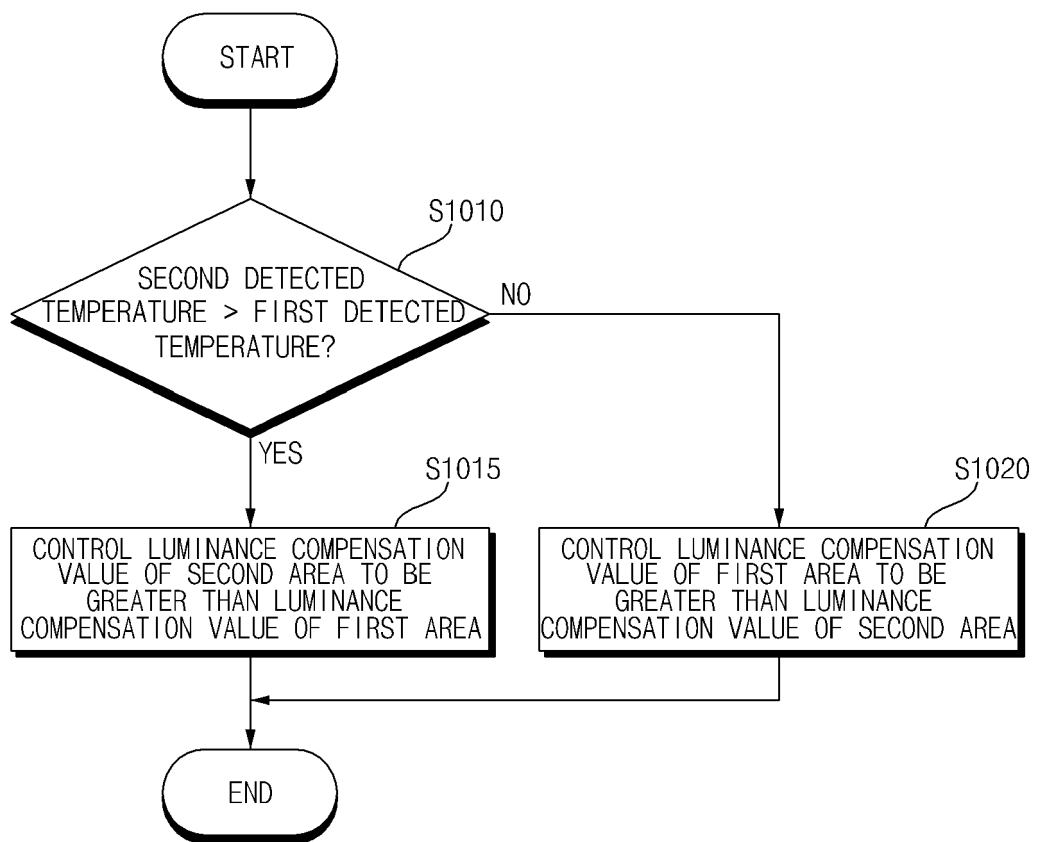 START
S1010
SECOND DETECTED
TEMPERATURE > FIRST DETECTED
TEMPERATURE?
NO
YES
S1015
CONTROL LUMINANCE COMPENSATION
VALUE OF SECOND AREA TO BE
GREATER THAN LUMINANCE
COMPENSATION VALUE OF FIRST AREA
S1020
CONTROL LUMINANCE COMPENSATION
VALUE OF FIRST AREA TO BE
GREATER THAN LUMINANCE
COMPENSATION VALUE OF SECOND AREA
END